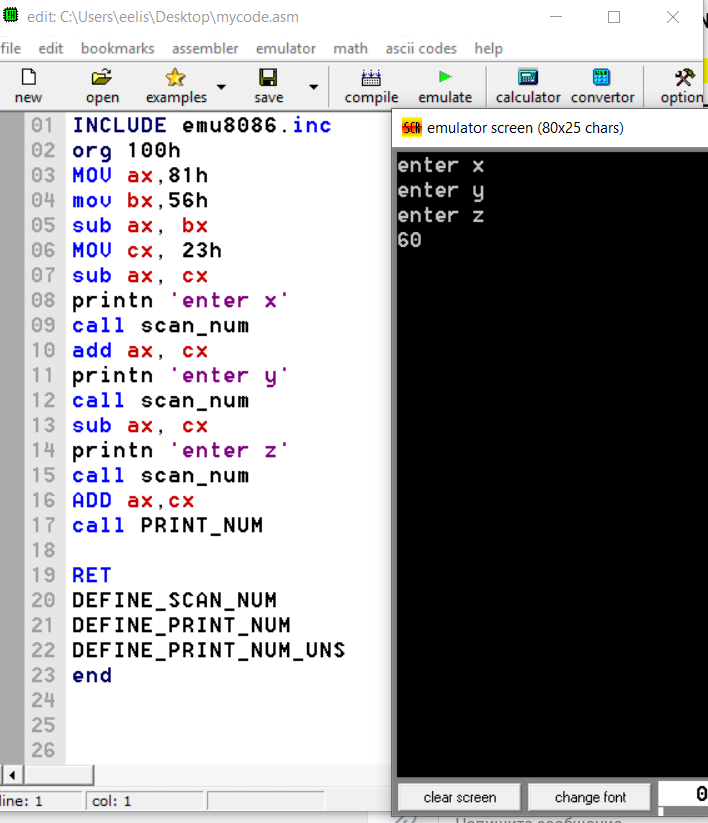 edit: C:\Users\eelis\Desktop\mycode.asm
file edit bookmarks assembler emulator math ascii codes help
new open examples save compile emulate calculator convertor option
01 INCLUDE emu8086.inc
02 org 100h
03 MOV ax,81h
04 mov bx,56h
05 sub ax, bx
06 MOV cx, 23h
07 sub ax, cx
08 printn 'enter x'
09 call scan_num
10 add ax, cx
11 printn 'enter y'
12 call scan_num
13 sub ax, cx
14 printn 'enter z'
15 call scan_num
16 ADD ax,cx
17 call PRINT_NUM
18
19 RET
20 DEFINE_SCAN_NUM
21 DEFINE_PRINT_NUM
22 DEFINE_PRINT_NUM_UNS
23 end
24
25
26
line: 1 col: 1
SCR emulator screen (80x25 chars)
enter x
enter y
enter z
60
clear screen change font 0